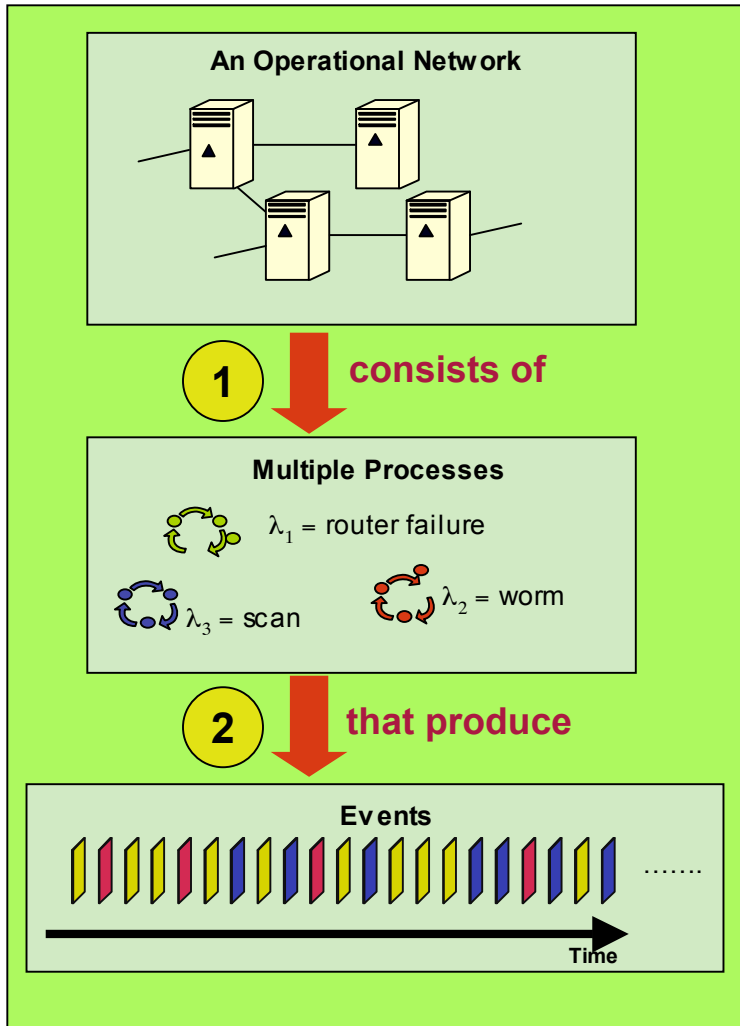 An Operational Network
1
consists of
Multiple Processes
λ1 = router failure
λ2 = worm
λ3 = scan
2
that produce
Events
.......
Time